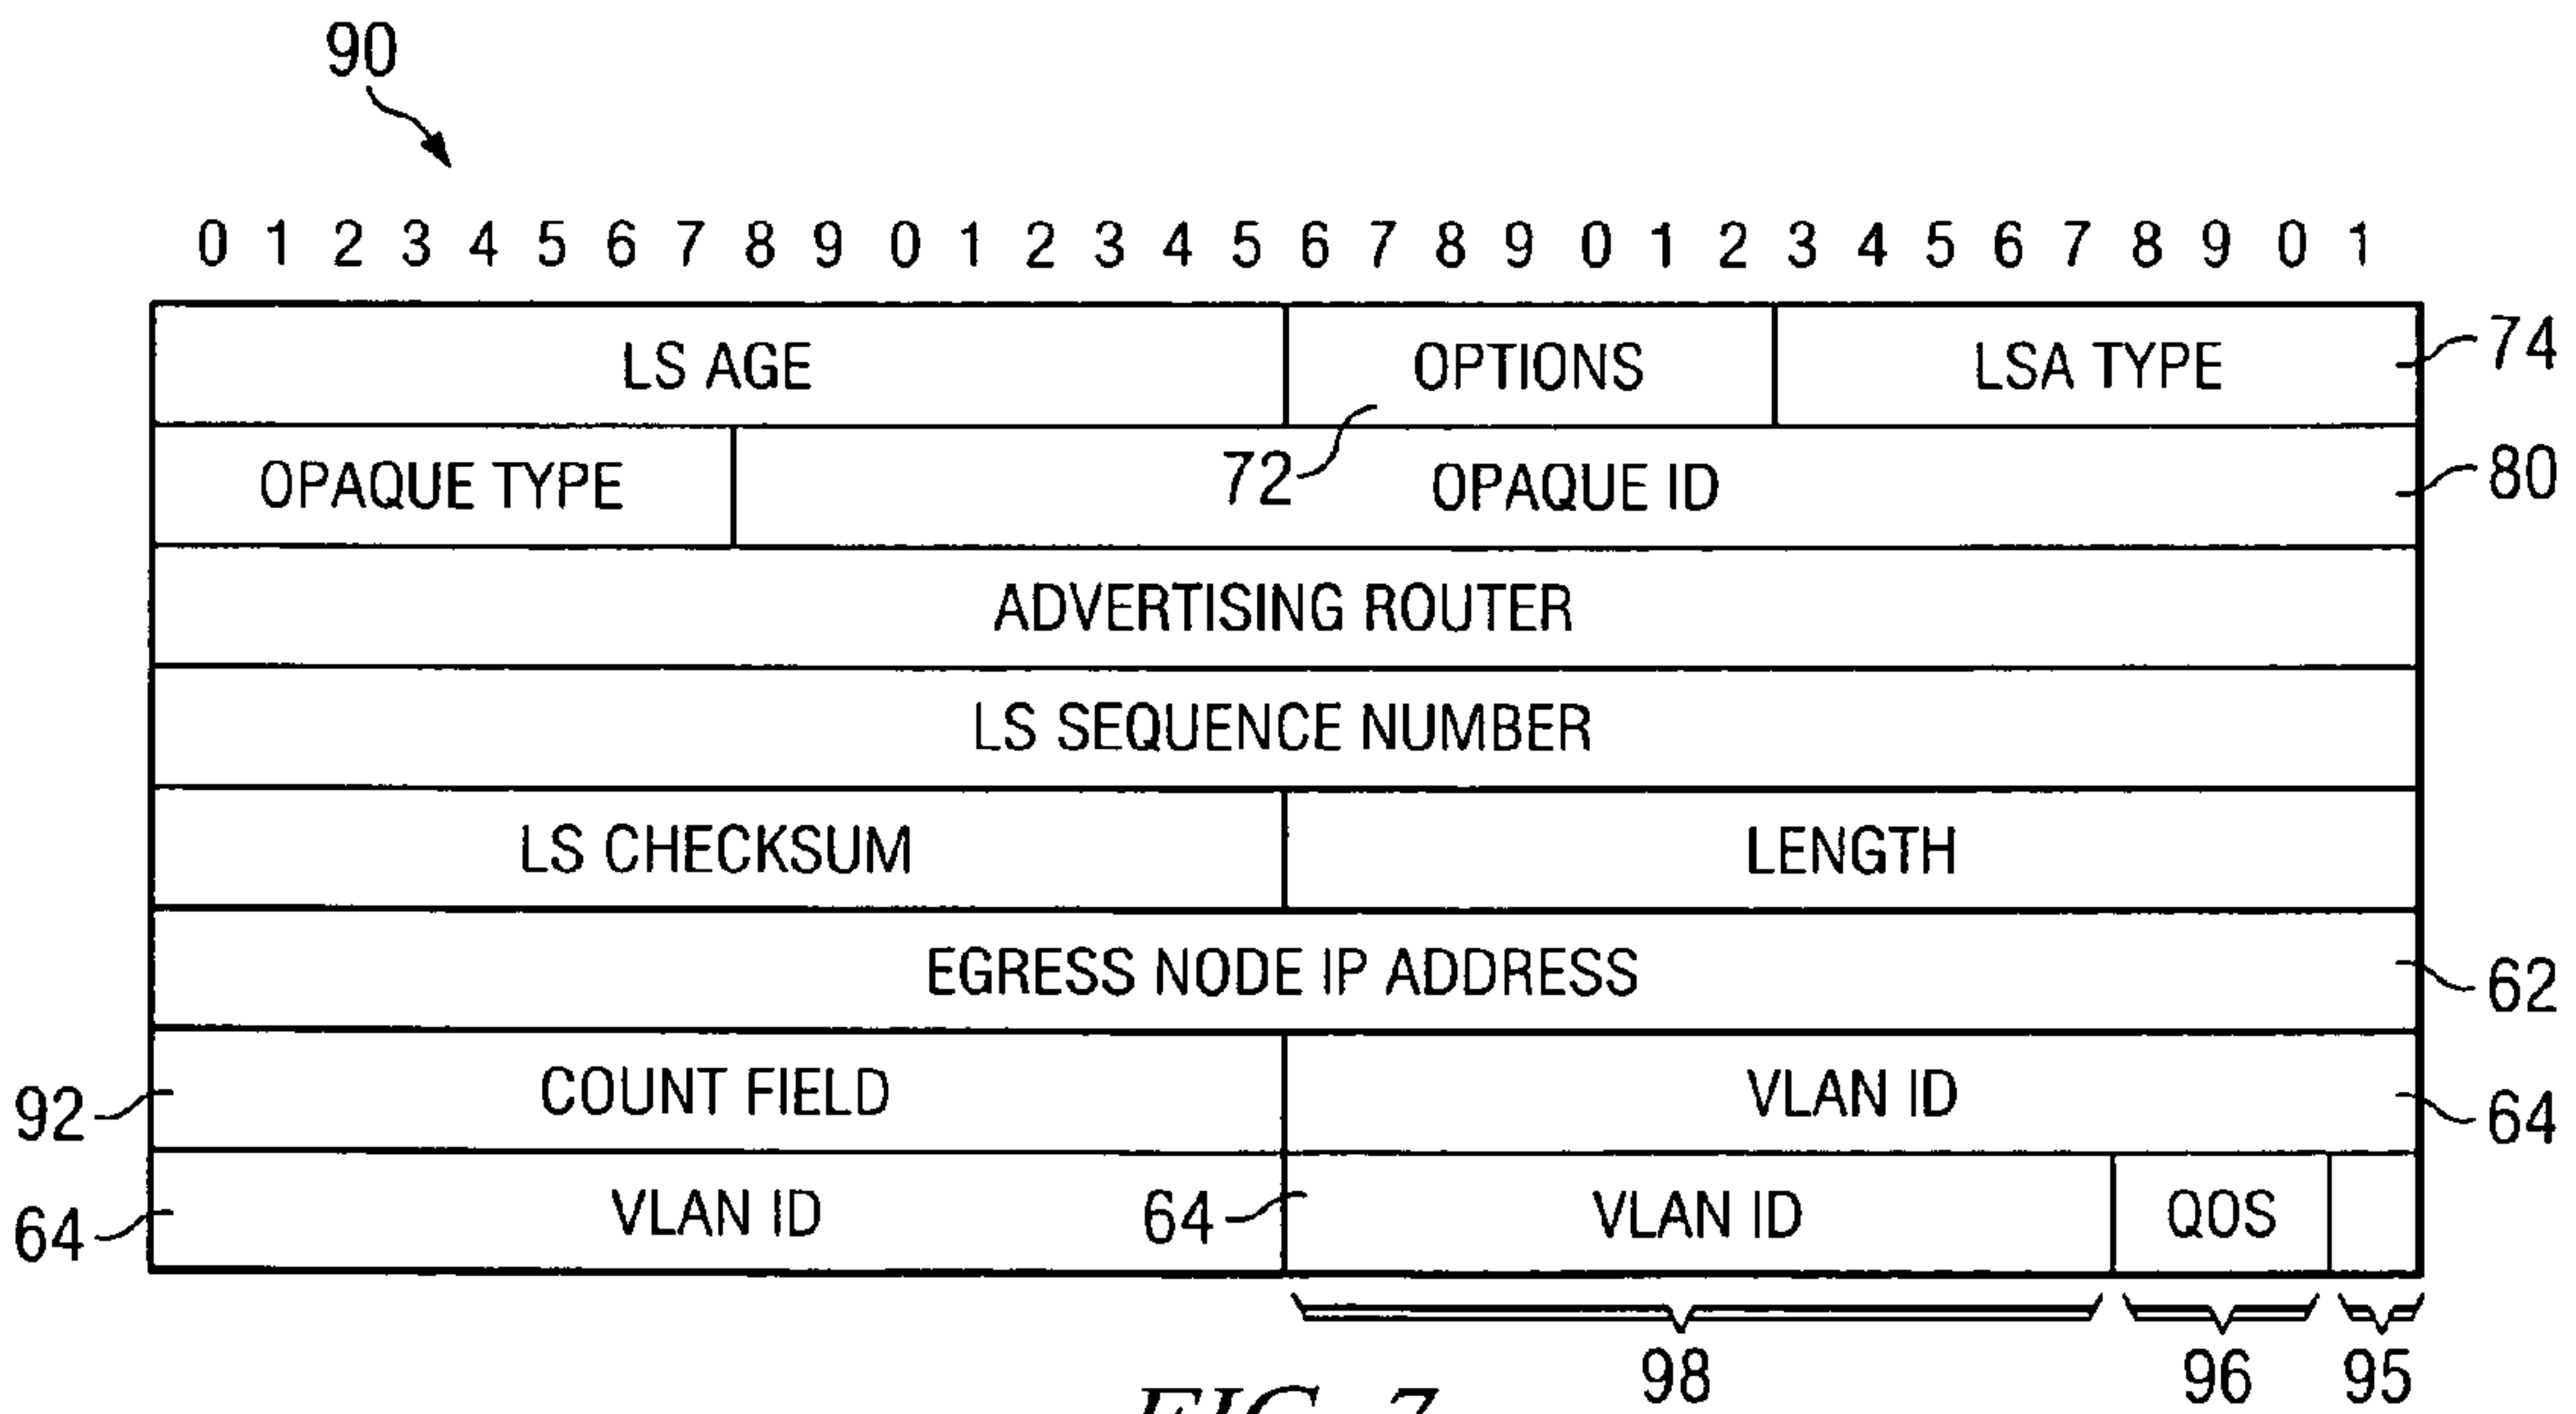 90
0 1 2 3 4 5 6 7 8 9 0 1 2 3 4 5 6 7 8 9 0 1 2 3 4 5 6 7 8 9 0 1
LS AGE OPTIONS LSA TYPE 74
OPAQUE TYPE 72 OPAQUE ID 80
ADVERTISING ROUTER
LS SEQUENCE NUMBER
LS CHECKSUM LENGTH
EGRESS NODE IP ADDRESS 62
92 COUNT FIELD VLAN ID 64
64 VLAN ID 64 VLAN ID QOS
98 96 95
FIG. 7